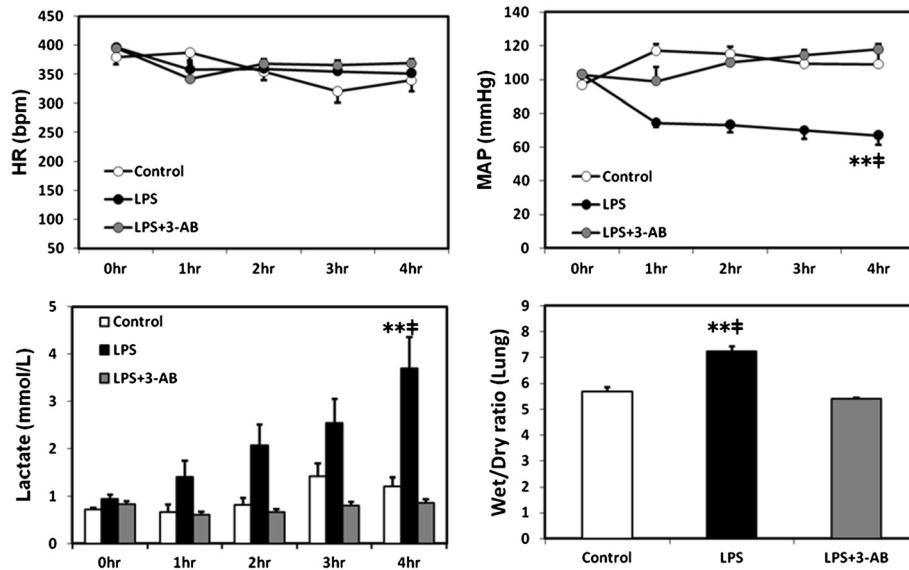 HR (bpm)
450
400
350
300
250
200
150
100
50
Control
LPS
LPS+3-AB
0hr 1hr 2hr 3hr 4hr
MAP (mmHg)
140
120
100
80
60
40
20
0
**ǂ
Control
LPS
LPS+3-AB
0hr 1hr 2hr 3hr 4hr
Lactate (mmol/L)
5
4
3
2
1
0
Control
LPS
LPS+3-AB
**ǂ
0hr 1hr 2hr 3hr 4hr
Wet/Dry ratio (Lung)
9
8
7
6
5
4
3
2
1
0
**ǂ
Control LPS LPS+3-AB